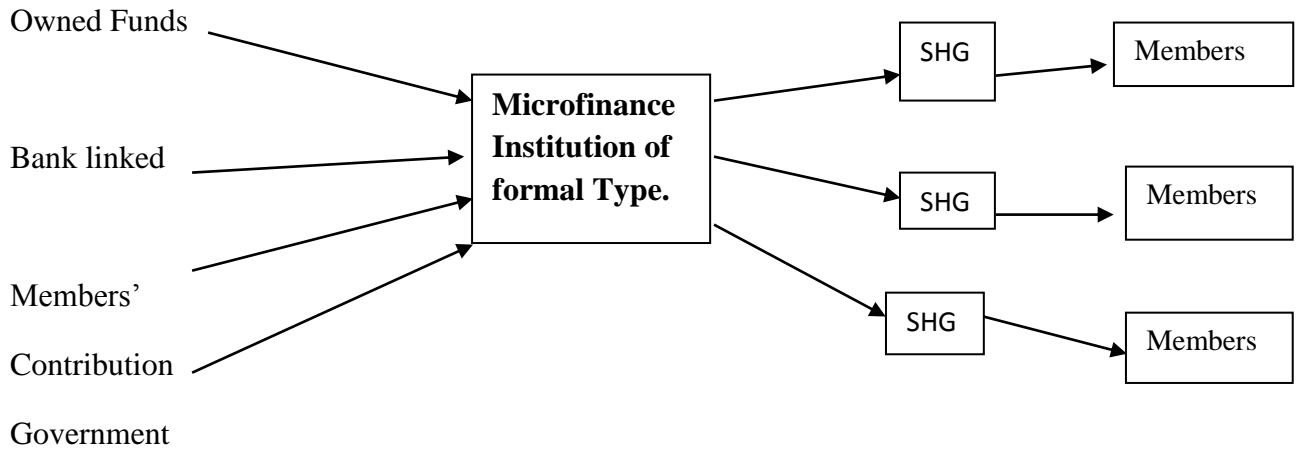 Owned Funds
Bank linked
Members’
Contribution
Government
Microfinance
Institution of
formal Type.
SHG
Members
SHG
Members
SHG
Members